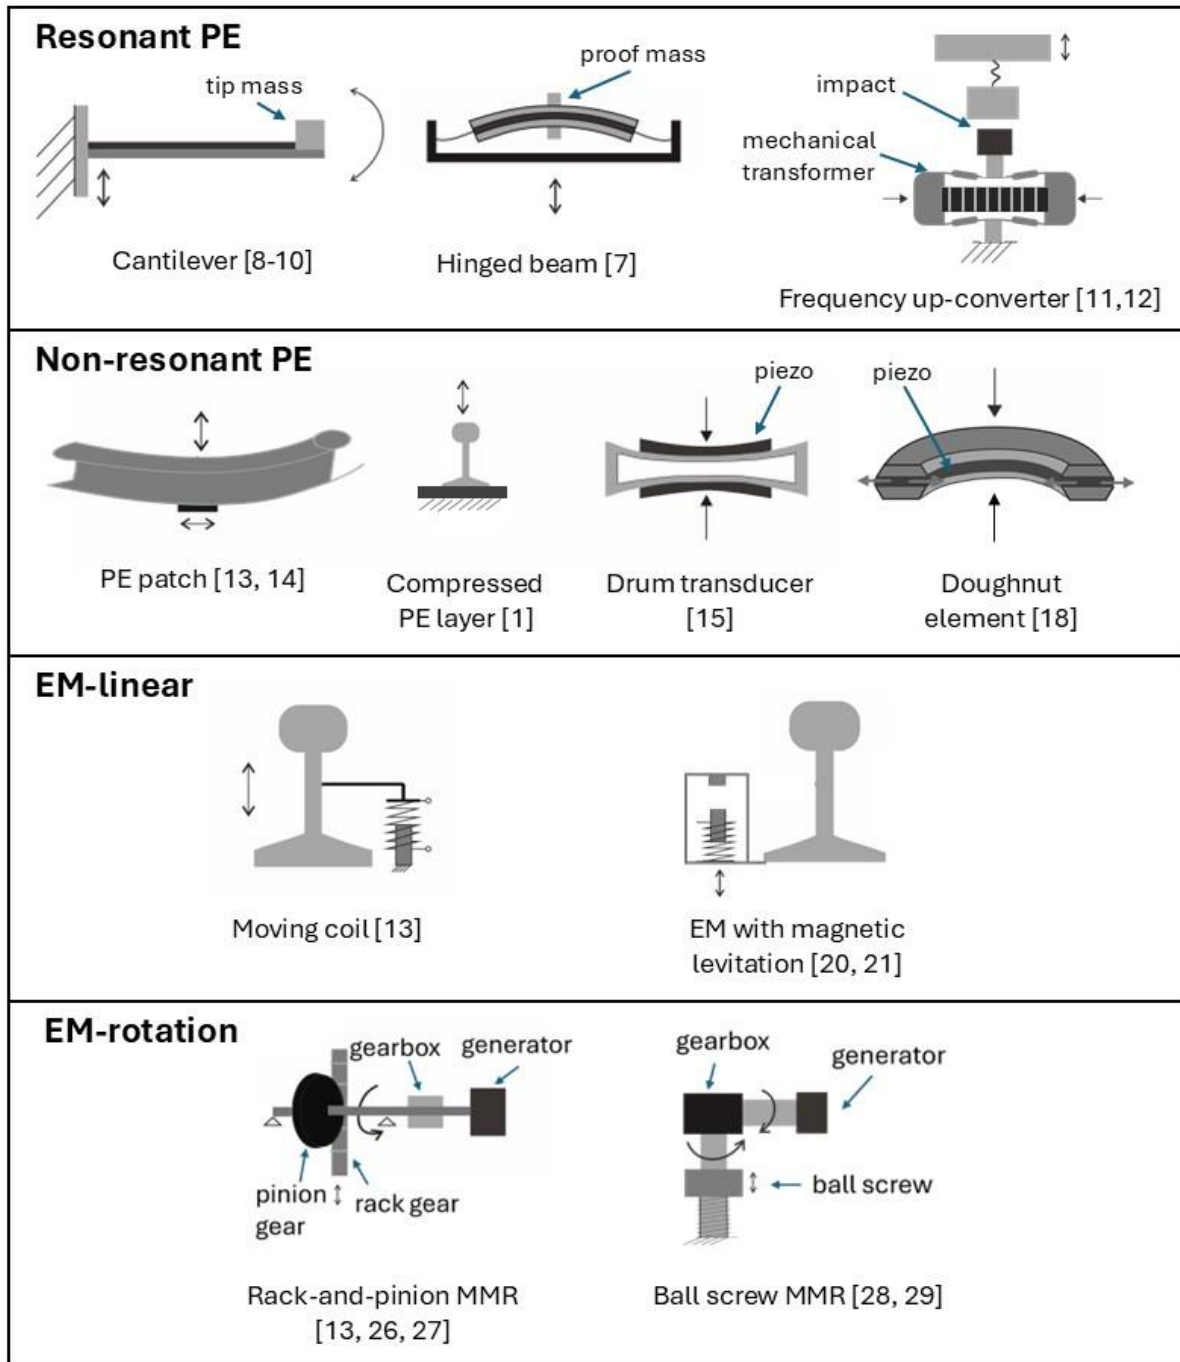 Resonant PE
tip mass
proof mass
impact
mechanical
transformer
Cantilever [8-10]
Hinged beam [7]
Frequency up-converter [11,12]
Non-resonant PE
piezo
piezo
PE patch [13, 14]
Compressed
PE layer [1]
Drum transducer
[15]
Doughnut
element [18]
EM-linear
Moving coil [13]
EM with magnetic
levitation [20, 21]
EM-rotation
gearbox
generator
pinion
gear
rack gear
gearbox
generator
ball screw
Rack-and-pinion MMR
[13, 26, 27]
Ball screw MMR [28, 29]